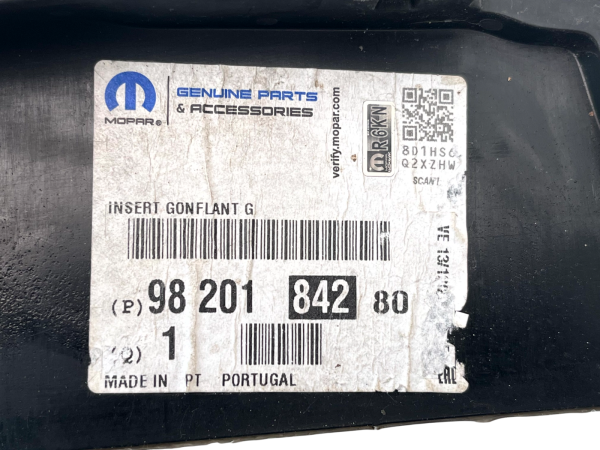 MOPAR®
GENUINE PARTS
& ACCESSORIES
verify.mopar.com
R6KN
8D1HS6
Q2XZHW
INSERT GONFLANT G
(P) 98 201 842 80
(Q) 1
MADE IN PT PORTUGAL